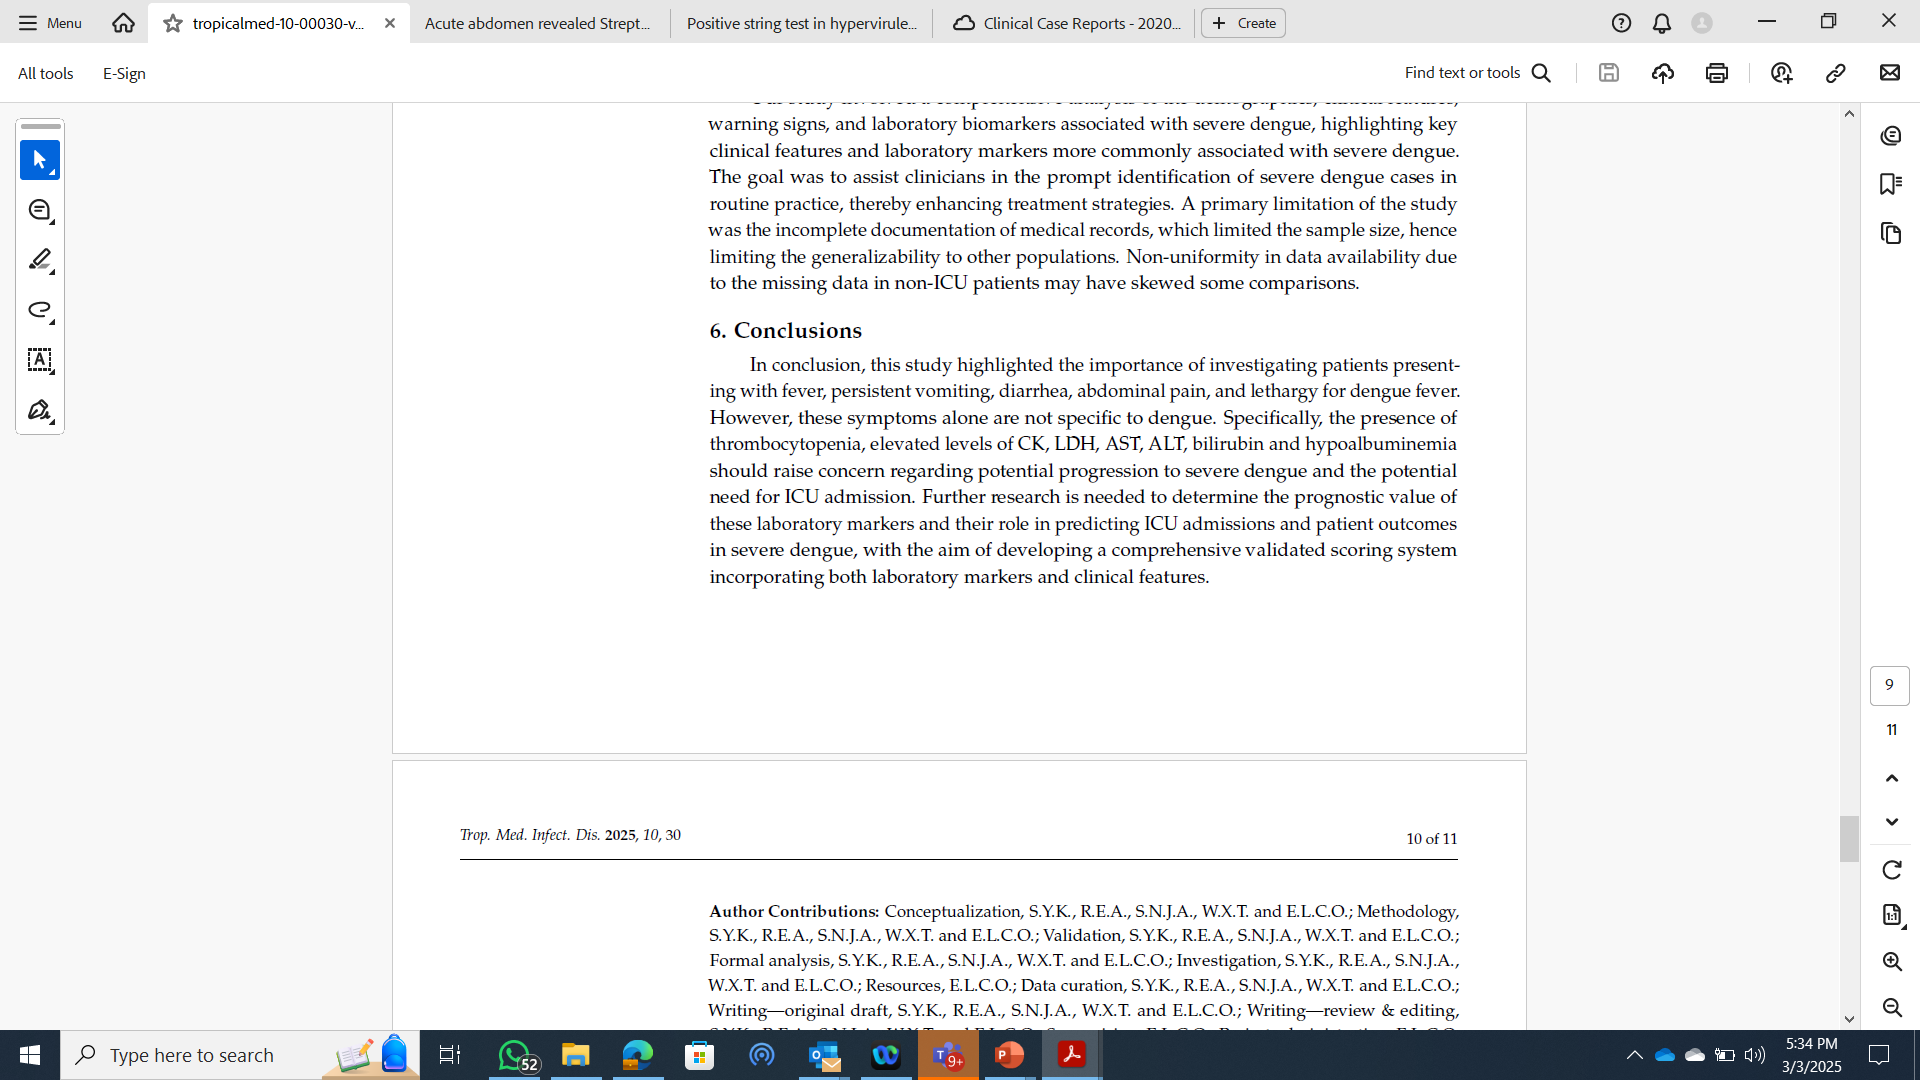 Menu
tropicalmed-10-00030-v...
Acute abdomen revealed Strept...
Positive string test in hypervirule...
Clinical Case Reports - 2020...
Create
All tools
E-Sign
Find text or tools
warning signs, and laboratory biomarkers associated with severe dengue, highlighting key
clinical features and laboratory markers more commonly associated with severe dengue.
The goal was to assist clinicians in the prompt identification of severe dengue cases in
routine practice, thereby enhancing treatment strategies. A primary limitation of the study
was the incomplete documentation of medical records, which limited the sample size, hence
limiting the generalizability to other populations. Non-uniformity in data availability due
to the missing data in non-ICU patients may have skewed some comparisons.
6. Conclusions
In conclusion, this study highlighted the importance of investigating patients present-
ing with fever, persistent vomiting, diarrhea, abdominal pain, and lethargy for dengue fever.
However, these symptoms alone are not specific to dengue. Specifically, the presence of
thrombocytopenia, elevated levels of CK, LDH, AST, ALT, bilirubin and hypoalbuminemia
should raise concern regarding potential progression to severe dengue and the potential
need for ICU admission. Further research is needed to determine the prognostic value of
these laboratory markers and their role in predicting ICU admissions and patient outcomes
in severe dengue, with the aim of developing a comprehensive validated scoring system
incorporating both laboratory markers and clinical features.
9
11
1:1
Trop. Med. Infect. Dis. 2025, 10, 30
10 of 11
Author Contributions: Conceptualization, S.Y.K., R.E.A., S.N.J.A., W.X.T. and E.L.C.O.; Methodology,
S.Y.K., R.E.A., S.N.J.A., W.X.T. and E.L.C.O.; Validation, S.Y.K., R.E.A., S.N.J.A., W.X.T. and E.L.C.O.;
Formal analysis, S.Y.K., R.E.A., S.N.J.A., W.X.T. and E.L.C.O.; Investigation, S.Y.K., R.E.A., S.N.J.A.,
W.X.T. and E.L.C.O.; Resources, E.L.C.O.; Data curation, S.Y.K., R.E.A., S.N.J.A., W.X.T. and E.L.C.O.;
Writing—original draft, S.Y.K., R.E.A., S.N.J.A., W.X.T. and E.L.C.O.; Writing—review & editing,
Type here to search
52
9+
5:34 PM
3/3/2025